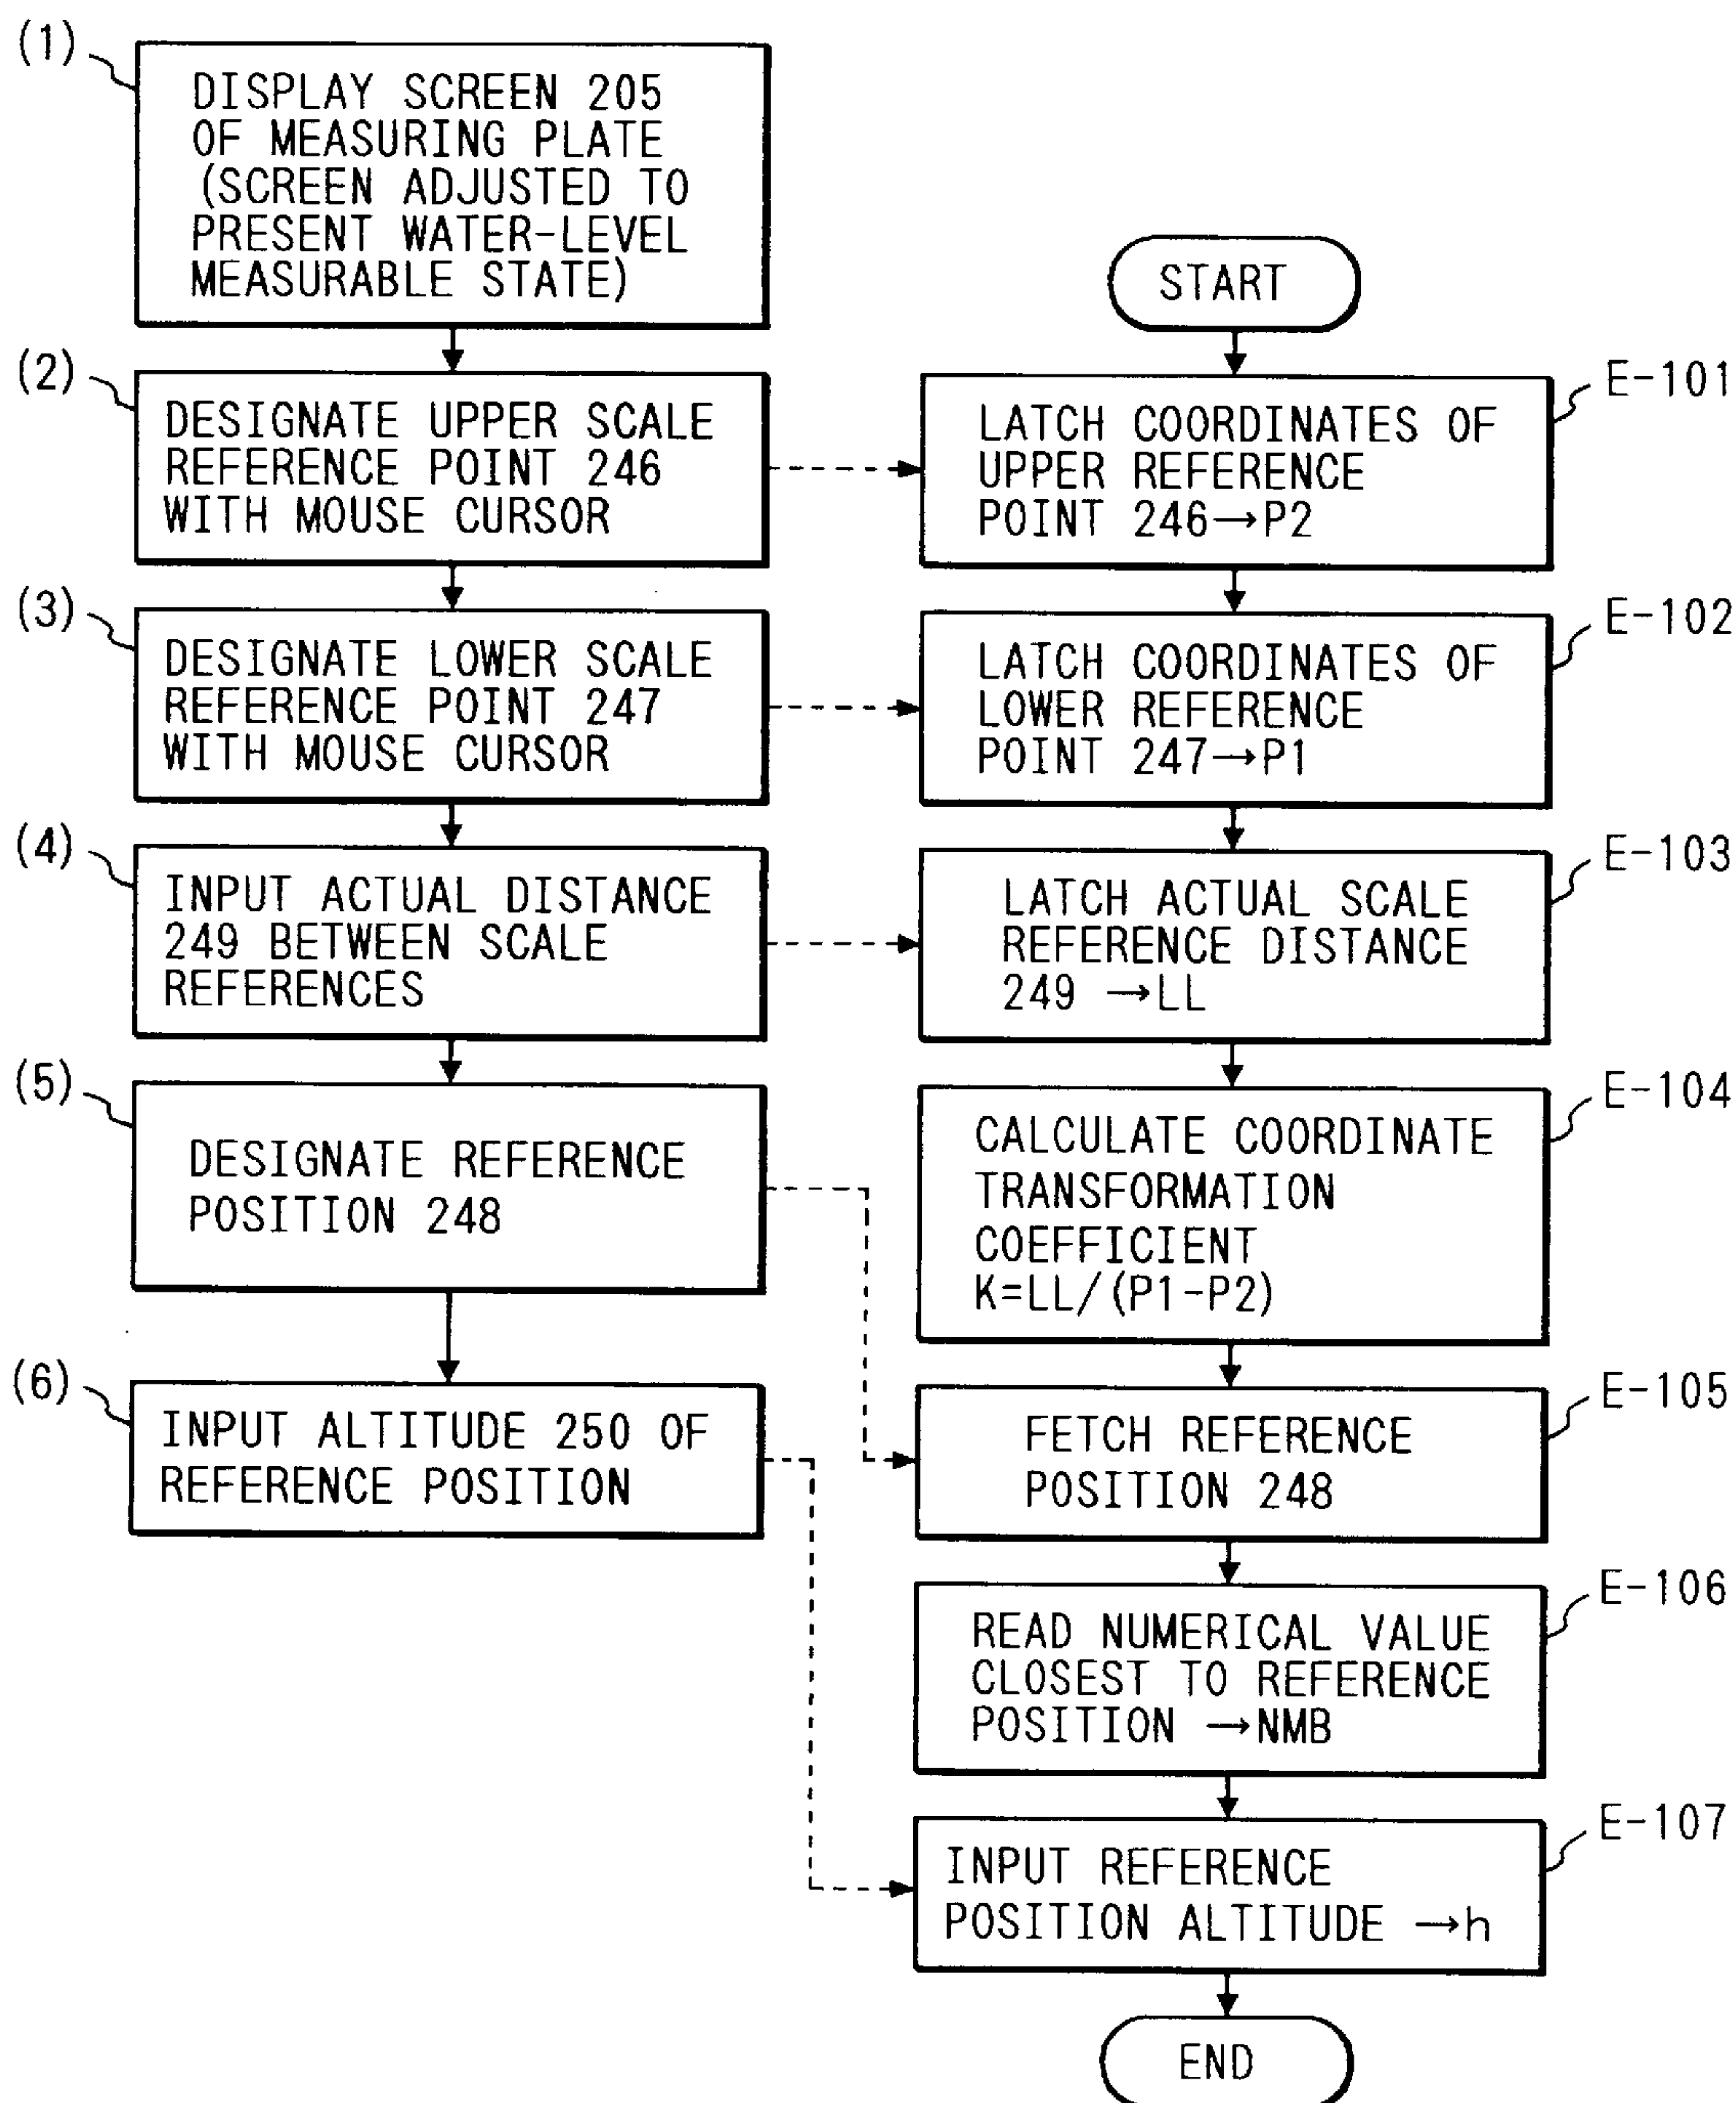 (1)
DISPLAY SCREEN 205
OF MEASURING PLATE
(SCREEN ADJUSTED TO
PRESENT WATER-LEVEL
MEASURABLE STATE)
(2)
DESIGNATE UPPER SCALE
REFERENCE POINT 246
WITH MOUSE CURSOR
(3)
DESIGNATE LOWER SCALE
REFERENCE POINT 247
WITH MOUSE CURSOR
(4)
INPUT ACTUAL DISTANCE
249 BETWEEN SCALE
REFERENCES
(5)
DESIGNATE REFERENCE
POSITION 248
(6)
INPUT ALTITUDE 250 OF
REFERENCE POSITION
START
E-101
LATCH COORDINATES OF
UPPER REFERENCE
POINT 246→P2
E-102
LATCH COORDINATES OF
LOWER REFERENCE
POINT 247→P1
E-103
LATCH ACTUAL SCALE
REFERENCE DISTANCE
249 →LL
E-104
CALCULATE COORDINATE
TRANSFORMATION
COEFFICIENT
K=LL/(P1-P2)
E-105
FETCH REFERENCE
POSITION 248
E-106
READ NUMERICAL VALUE
CLOSEST TO REFERENCE
POSITION →NMB
E-107
INPUT REFERENCE
POSITION ALTITUDE →h
END